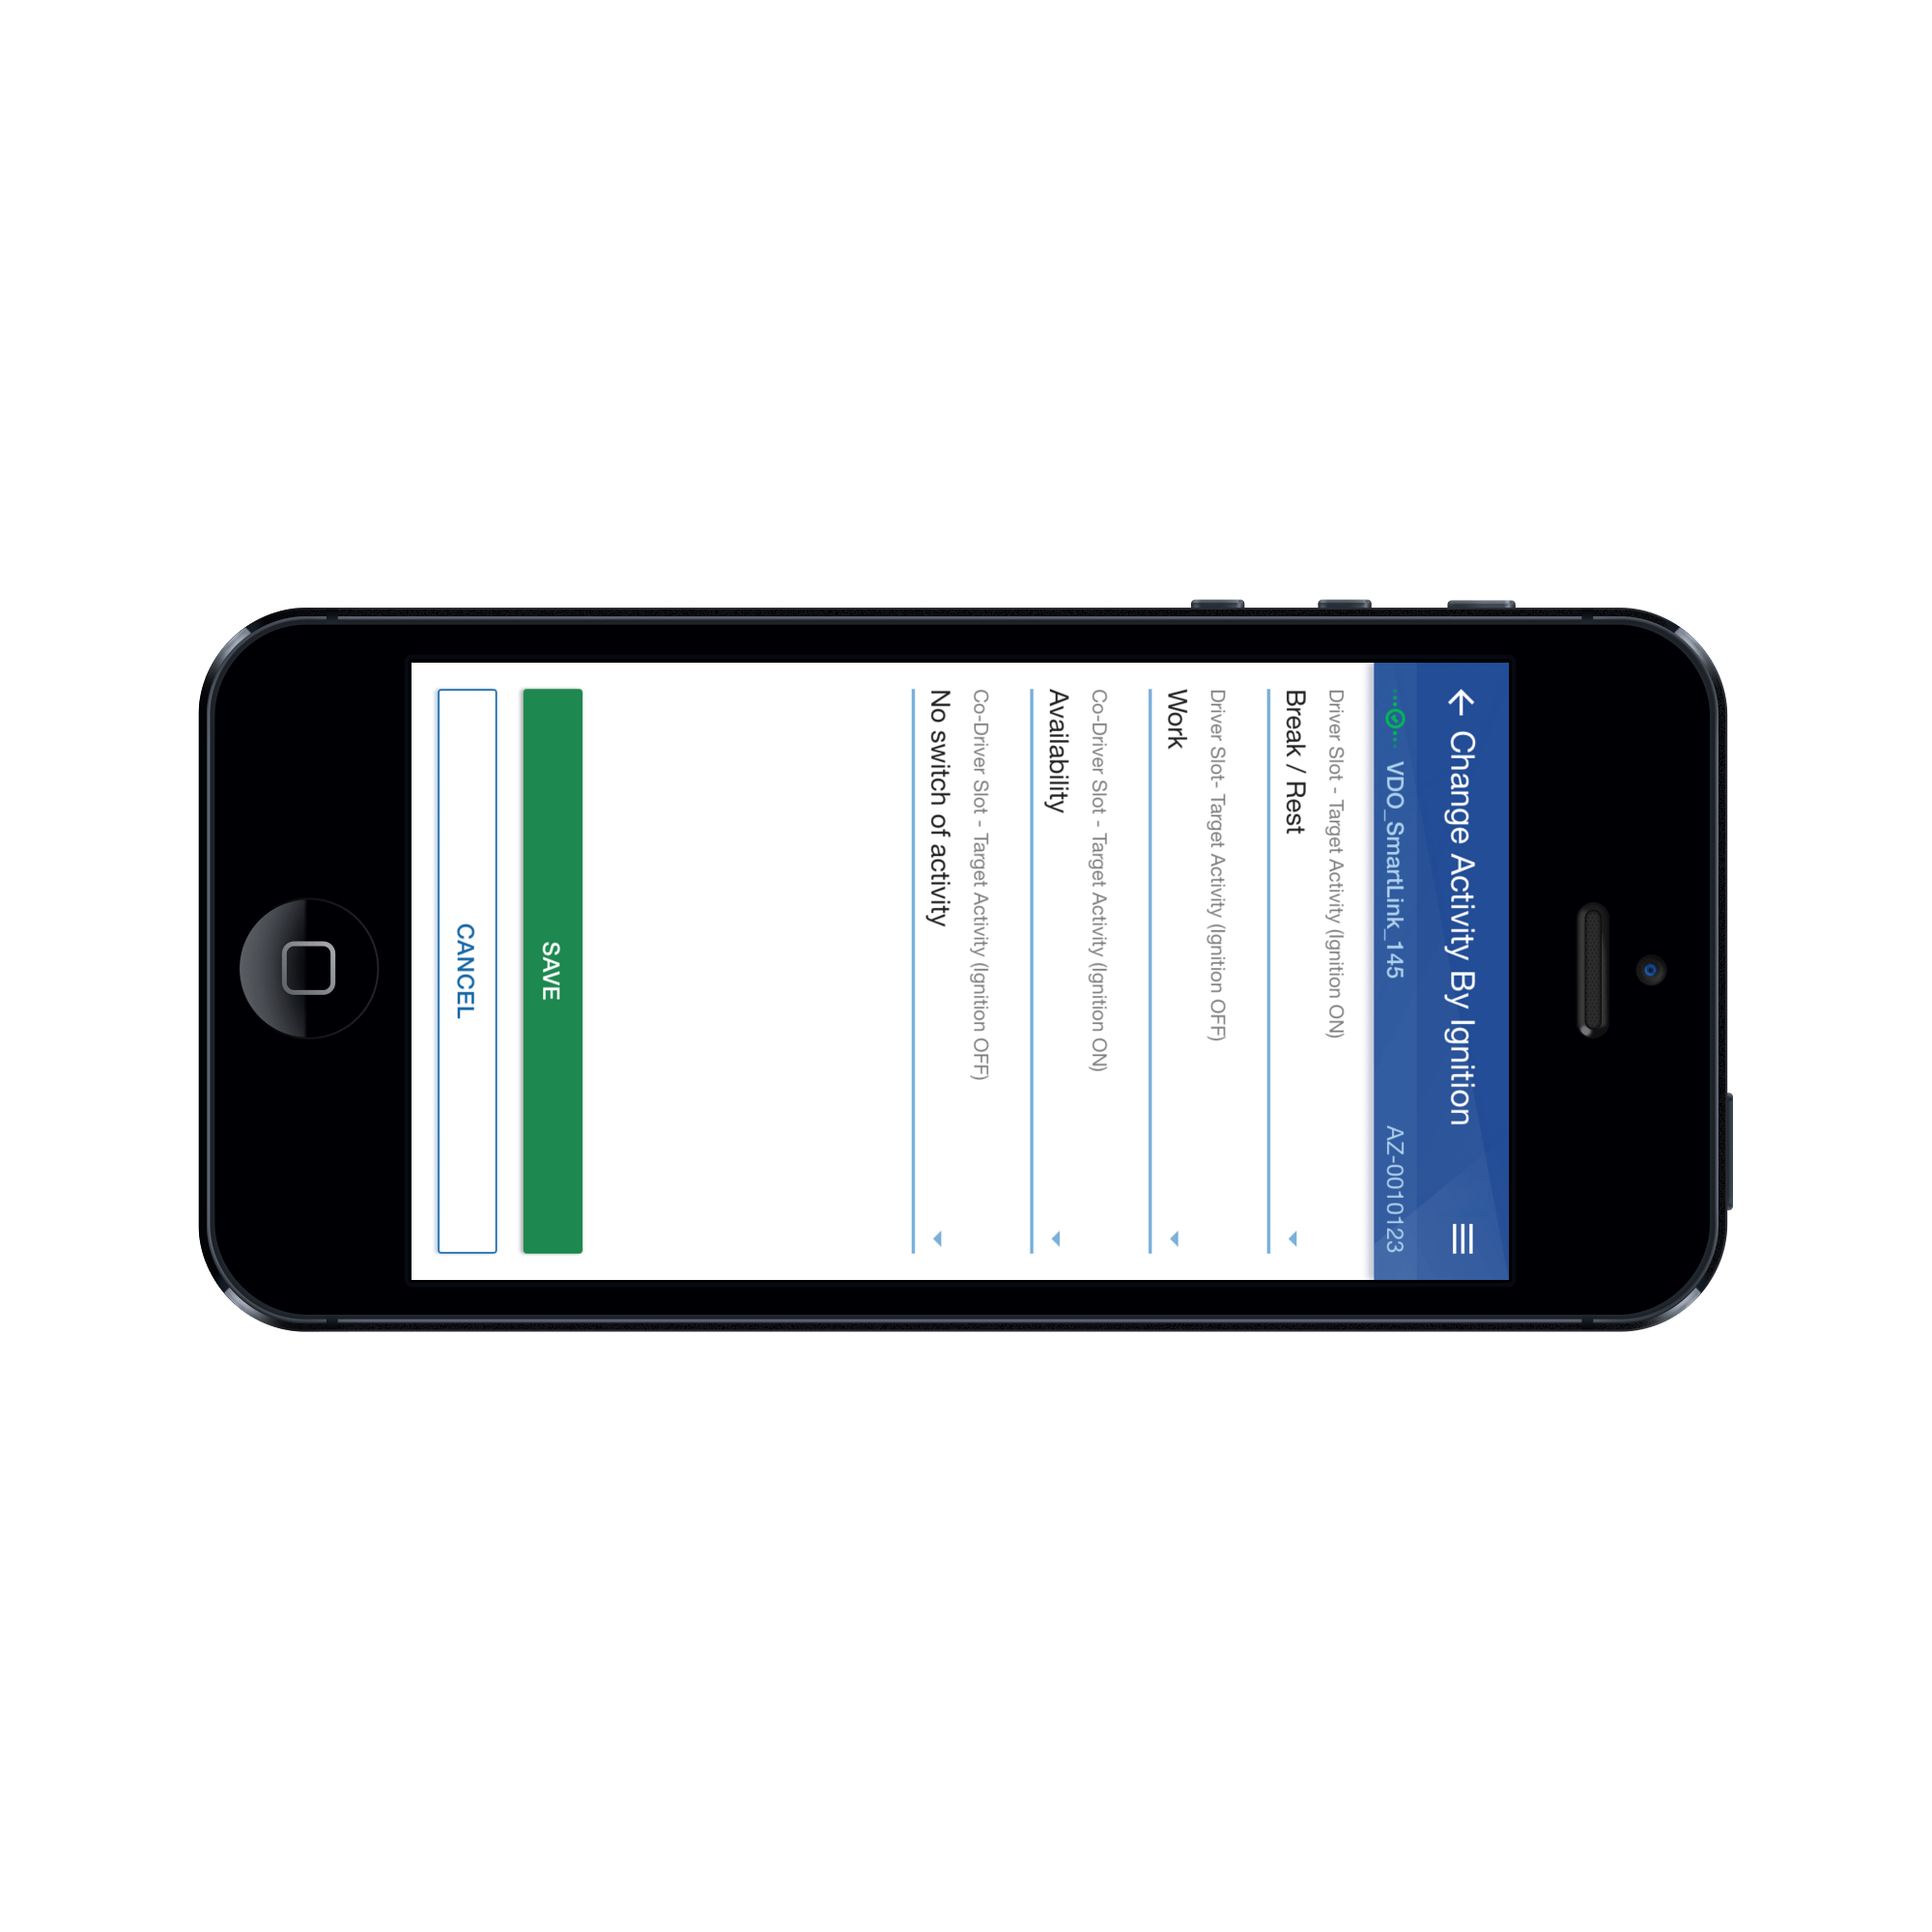 Change Activity By Ignition
VDO_SmartLink_145 AZ-0010123
Driver Slot - Target Activity (Ignition ON)
Break / Rest
Driver Slot- Target Activity (Ignition OFF)
Work
Co-Driver Slot - Target Activity (Ignition ON)
Availability
Co-Driver Slot - Target Activity (Ignition OFF)
No switch of activity
SAVE
CANCEL